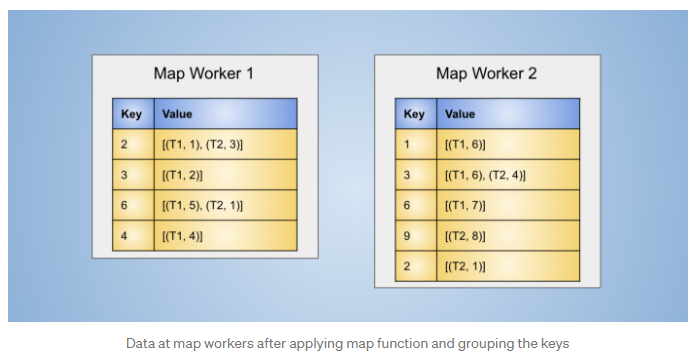 Map Worker 1
Key Value
2 [(T1, 1), (T2, 3)]
3 [(T1, 2)]
6 [(T1, 5), (T2, 1)]
4 [(T1, 4)]
Map Worker 2
Key Value
1 [(T1, 6)]
3 [(T1, 6), (T2, 4)]
6 [(T1, 7)]
9 [(T2, 8)]
2 [(T2, 1)]
Data at map workers after applying map function and grouping the keys